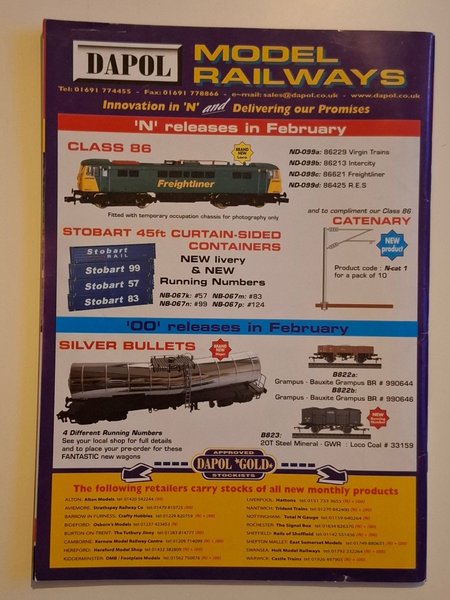 DAPOL
MODEL
RAILWAYS
Tel: 01691 774455 - Fax: 01691 778866 - e-mail: sales@dapol.co.uk - www.dapol.co.uk
Innovation in 'N' and Delivering our Promises
'N' releases in February
CLASS 86
BRAND NEW
Freightliner
Fitted with temporary occupation chassis for photography only
ND-099a: 86229 Virgin Trains
ND-099b: 86213 Intercity
ND-099c: 86621 Freightliner
ND-099d: 86425 R.E.S
STOBART 45ft CURTAIN-SIDED
CONTAINERS
Stobart
RAIL
Stobart 99
Stobart 57
Stobart 83
NEW livery
& NEW
Running Numbers
NB-067k: #57 NB-067m: #83
NB-067n: #99 NB-067p: #124
and to compliment our Class 86
CATENARY
NEW
product
Product code : N-cat 1
for a pack of 10
'OO' releases in February
SILVER BULLETS
BRAND NEW
4 Different Running Numbers
See your local shop for full details
and to place your pre-order for these
FANTASTIC new wagons
B822a:
Grampus - Bauxite Grampus BR # 990644
B822b:
Grampus - Bauxite Grampus BR # 990646
Running
B823:
20T Steel Mineral - GWR : Loco Coal # 33159
APPROVED
DAPOL "GOLD"
STOCKISTS
The following retailers carry stocks of all new monthly products
ALTON: Alton Models tel:
AVIEMORE: Strathspey Railway Co
BARROW IN FURNESS: Crafty Hobbies
BIDEFORD: Osborn's Models
BURTON-ON-TRENT: The Tutbury Jinny
CAMBORNE: Kernow Model Railway Centre
HEREFORD: Hereford Model Shop
KIDDERMINSTER: OMB / Footplate Models
LIVERPOOL: Hattons
NANTWICH: Trident Trains
NOTTINGHAM: Total N Gauge
ROCHESTER: The Signal Box
SHEFFIELD: Rails of Sheffield
SHEPTON MALLET: East Somerset Models
SWANSEA: Holt Model Railways
WARWICK: Castle Trains